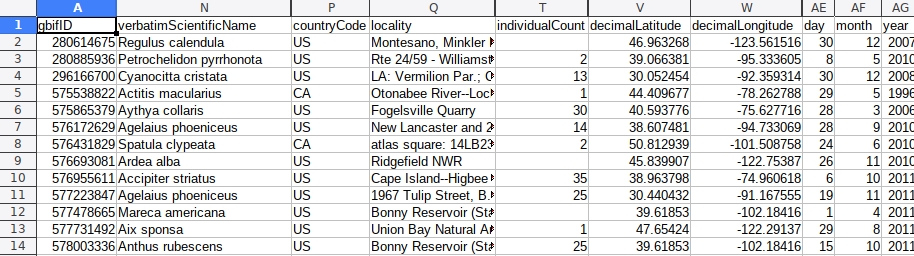 A N P Q T V W AE AF AG
1 gbifID verbatimScientificName countryCode locality individualCount decimalLatitude decimalLongitude day month year
2 280614675 Regulus calendula US Montesano, Minkler 46.963268 -123.561516 30 12 2007
3 280885936 Petrochelidon pyrrhonota US Rte 24/59 - Williamst 2 39.066381 -95.333605 8 5 2010
4 296166700 Cyanocitta cristata US LA: Vermilion Par.; 13 30.052454 -92.359314 30 12 2008
5 575538822 Actitis macularius CA Otonabee River--Loc 1 44.409677 -78.262788 29 5 1996
6 575865379 Aythya collaris US Fogelsville Quarry 30 40.593776 -75.627716 28 3 2006
7 576172629 Agelaius phoeniceus US New Lancaster and 2 14 38.607481 -94.733069 28 9 2010
8 576431829 Spatula clypeata CA atlas square: 14LB23 2 50.812939 -101.508758 24 6 2010
9 576693081 Ardea alba US Ridgefield NWR 45.839907 -122.75387 26 11 2010
10 576955611 Accipiter striatus US Cape Island--Higbee 35 38.963798 -74.960618 6 10 2011
11 577223847 Agelaius phoeniceus US 1967 Tulip Street, B. 25 30.440432 -91.167555 19 11 2011
12 577478665 Mareca americana US Bonny Reservoir (Sta 39.61853 -102.18416 1 4 2011
13 577731492 Aix sponsa US Union Bay Natural A 1 47.65424 -122.29137 29 8 2011
14 578003336 Anthus rubescens US Bonny Reservoir (Sta 25 39.61853 -102.18416 15 10 2011